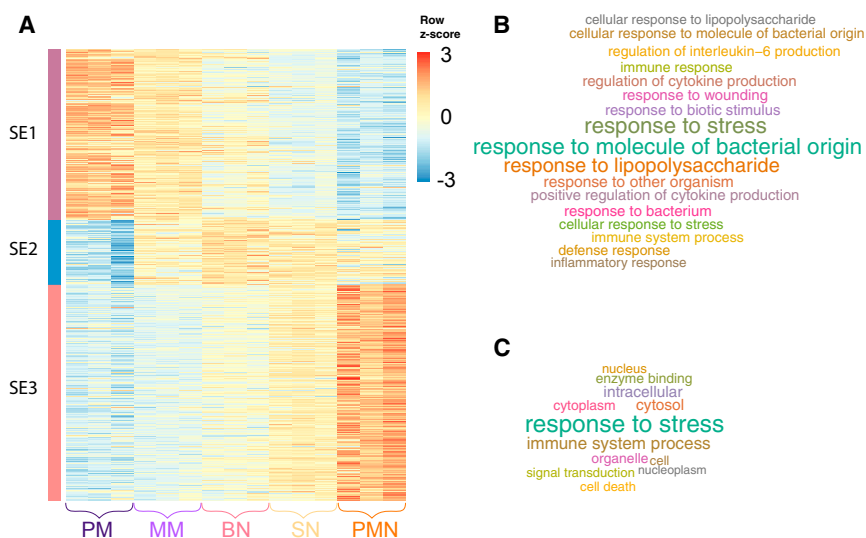 A
Row
z-score
3
0
-3
SE1
SE2
SE3
PM
MM
BN
SN
PMN
B
cellular response to lipopolysaccharide
cellular response to molecule of bacterial origin
regulation of interleukin−6 production
immune response
regulation of cytokine production
response to wounding
response to biotic stimulus
response to stress
response to molecule of bacterial origin
response to lipopolysaccharide
response to other organism
positive regulation of cytokine production
response to bacterium
cellular response to stress
immune system process
defense response
inflammatory response
C
nucleus
enzyme binding
intracellular
cytoplasm cytosol
response to stress
immune system process
organelle cell
signal transduction nucleoplasm
cell death